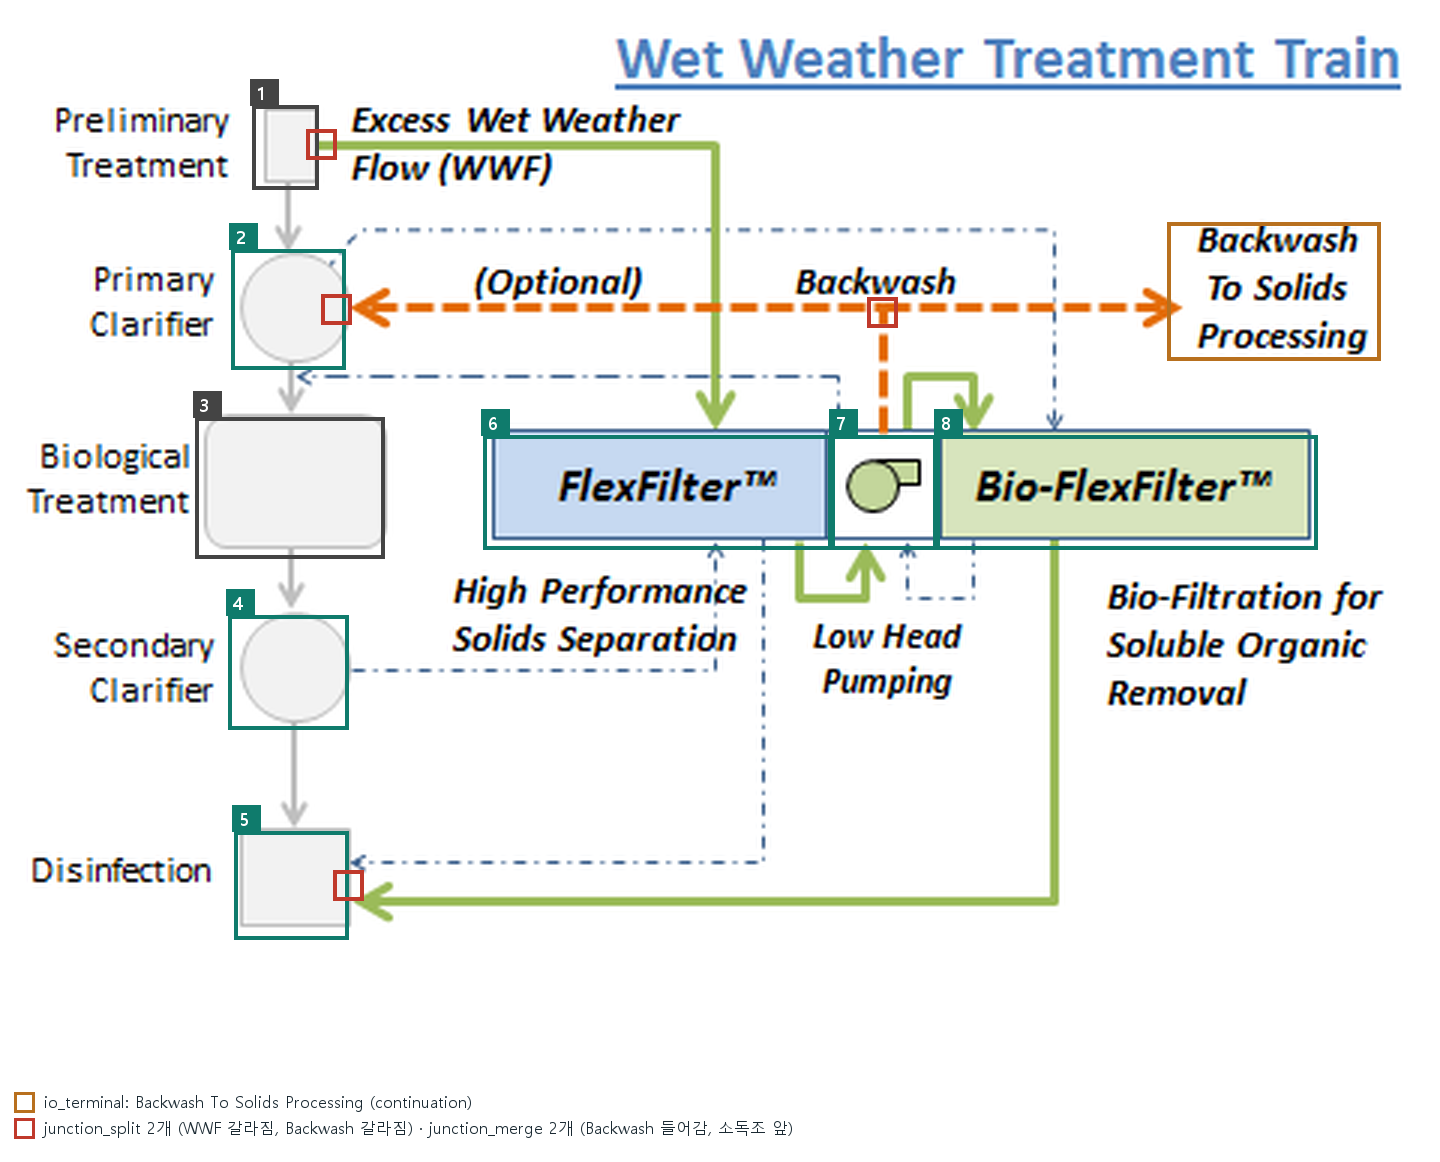 Wet Weather Treatment Train
1
Preliminary
Treatment
Excess Wet Weather
Flow (WWF)
2
Primary
Clarifier
(Optional)
Backwash
Backwash
To Solids
Processing
3
Biological
Treatment
6
FlexFilter™
7
8
Bio-FlexFilter™
High Performance
Solids Separation
Low Head
Pumping
Bio-Filtration for
Soluble Organic
Removal
4
Secondary
Clarifier
5
Disinfection
io_terminal: Backwash To Solids Processing (continuation)
junction_split 2개 (WWF 갈라짐, Backwash 갈라짐) · junction_merge 2개 (Backwash 들어감, 소독조 앞)